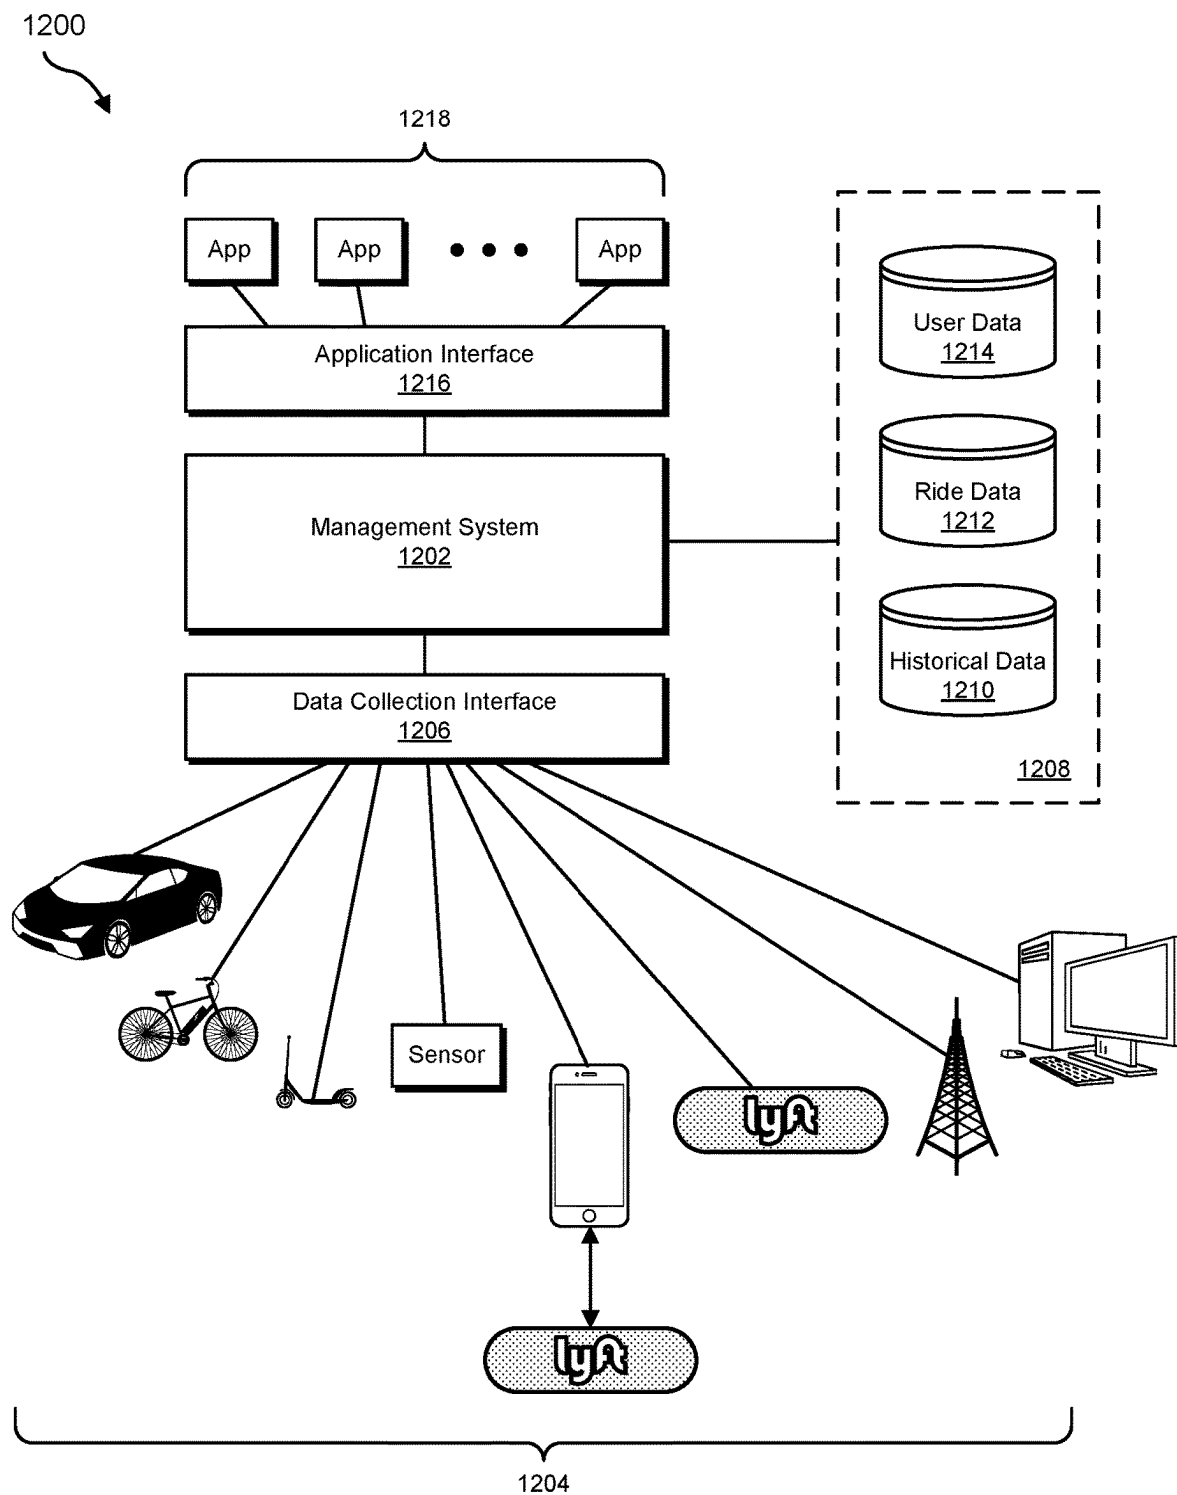 1200
1218
App
App
App
Application Interface
1216
Management System
1202
Data Collection Interface
1206
User Data
1214
Ride Data
1212
Historical Data
1210
1208
Sensor
lyft
lyft
1204